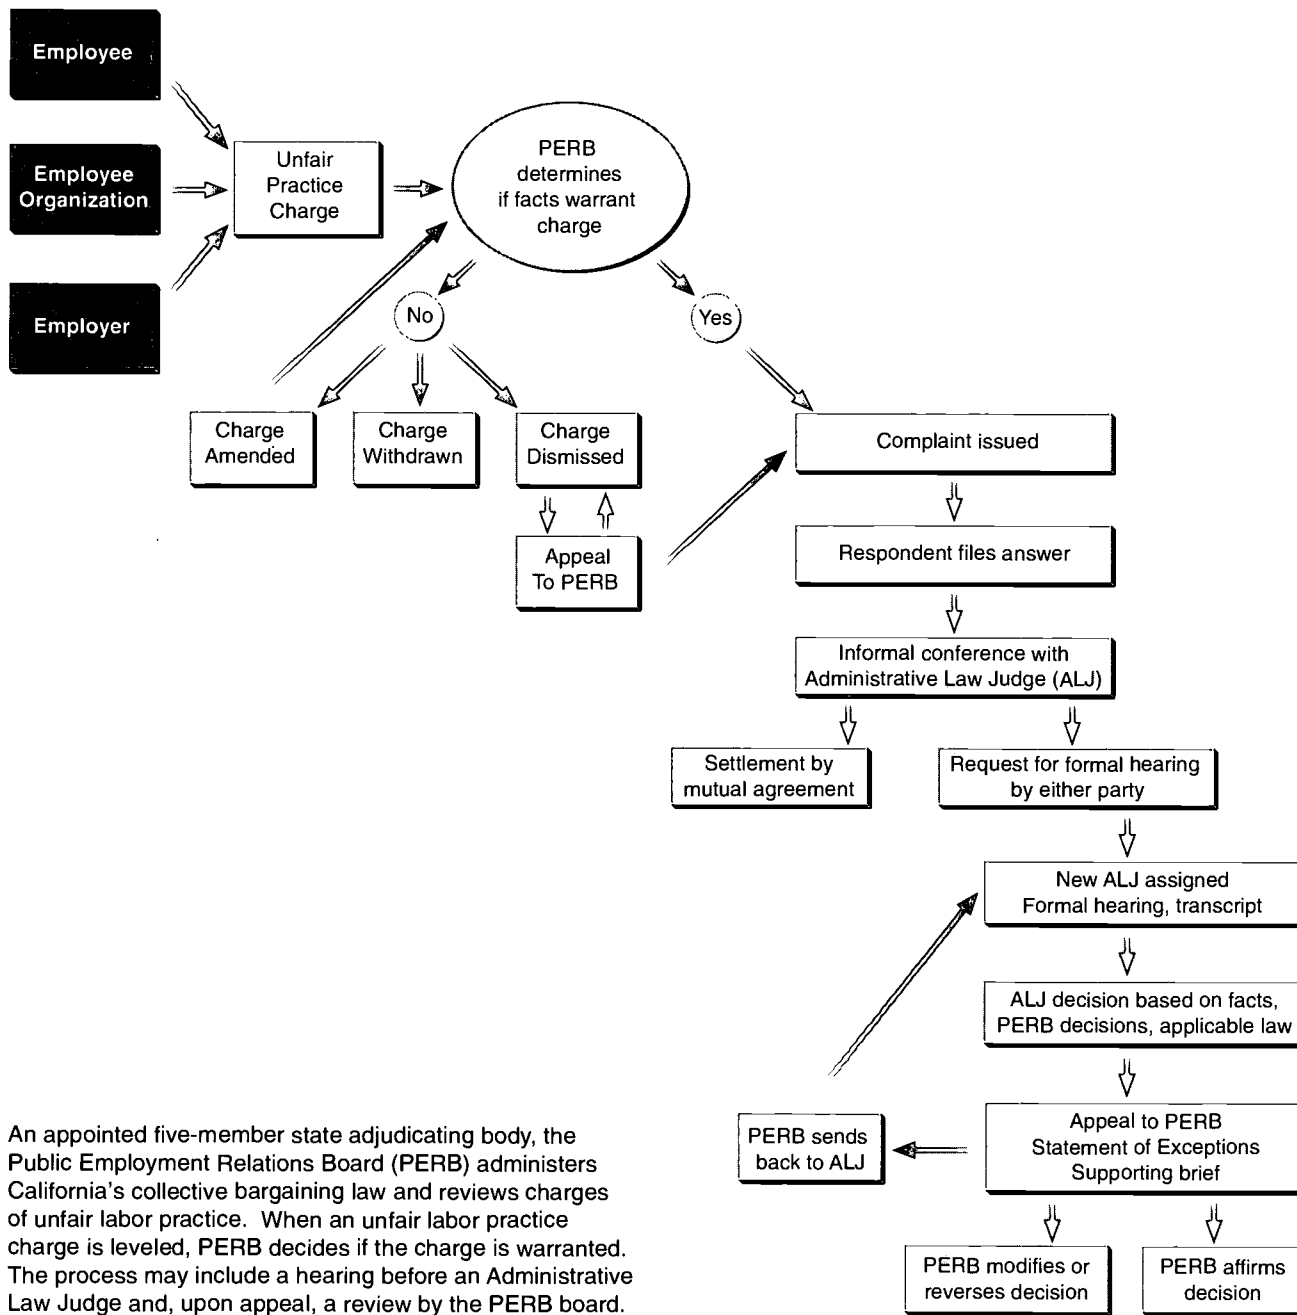 Employee
Employee
Organization
Employer
Unfair
Practice
Charge
PERB
determines
if facts warrant
charge
No
Yes
Charge
Amended
Charge
Withdrawn
Charge
Dismissed
Appeal
To PERB
Complaint issued
Respondent files answer
Informal conference with
Administrative Law Judge (ALJ)
Settlement by
mutual agreement
Request for formal hearing
by either party
New ALJ assigned
Formal hearing, transcript
ALJ decision based on facts,
PERB decisions, applicable law
Appeal to PERB
Statement of Exceptions
Supporting brief
PERB sends
back to ALJ
PERB modifies or
reverses decision
PERB affirms
decision
An appointed five-member state adjudicating body, the
Public Employment Relations Board (PERB) administers
California's collective bargaining law and reviews charges
of unfair labor practice. When an unfair labor practice
charge is leveled, PERB decides if the charge is warranted.
The process may include a hearing before an Administrative
Law Judge and, upon appeal, a review by the PERB board.